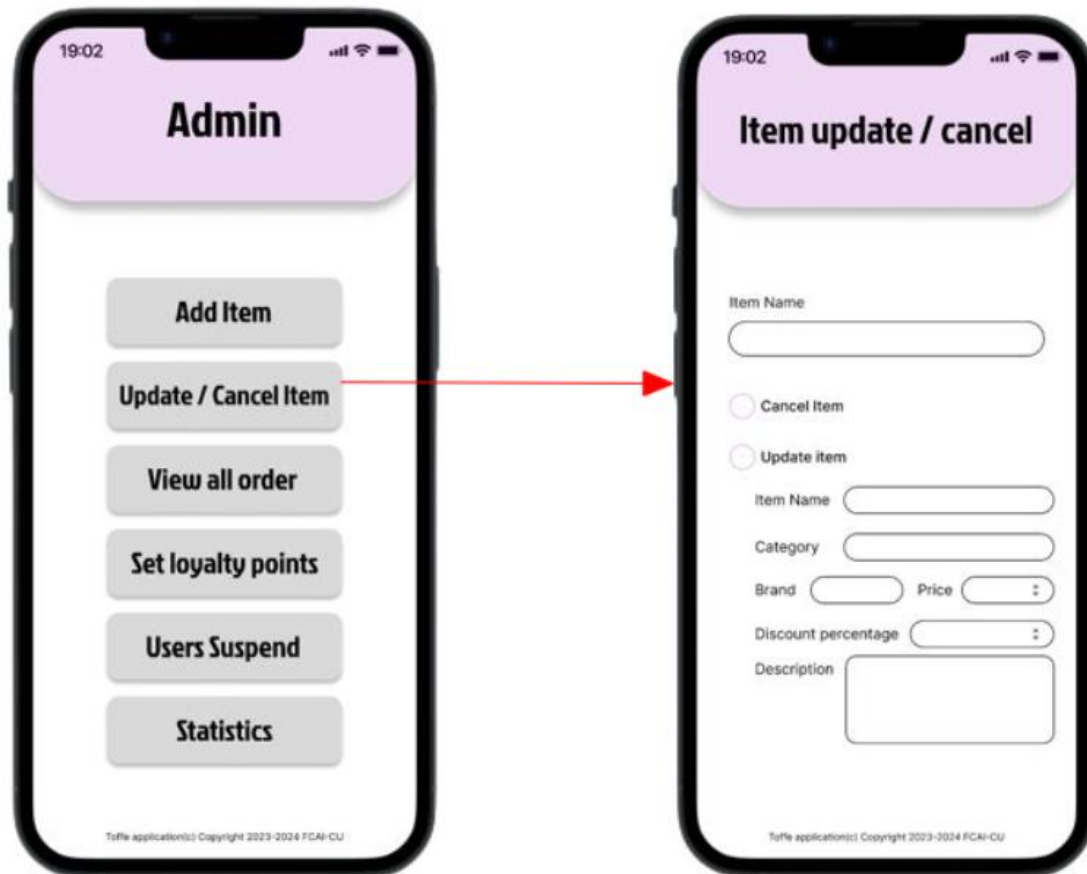 19:02
Admin
Add Item
Update / Cancel Item
View all order
Set loyalty points
Users Suspend
Statistics
Toffe application(c) Copyright 2023-2024 FCAI-CU
19:02
Item update / cancel
Item Name
Cancel Item
Update item
Item Name
Category
Brand Price
Discount percentage
Description
Toffe application(c) Copyright 2023-2024 FCAI-CU